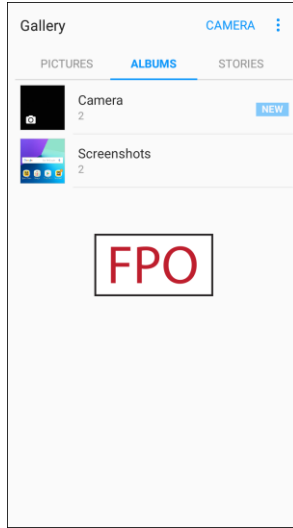 Gallery CAMERA
PICTURES ALBUMS STORIES
Camera
2 NEW
Screenshots
2
FPO